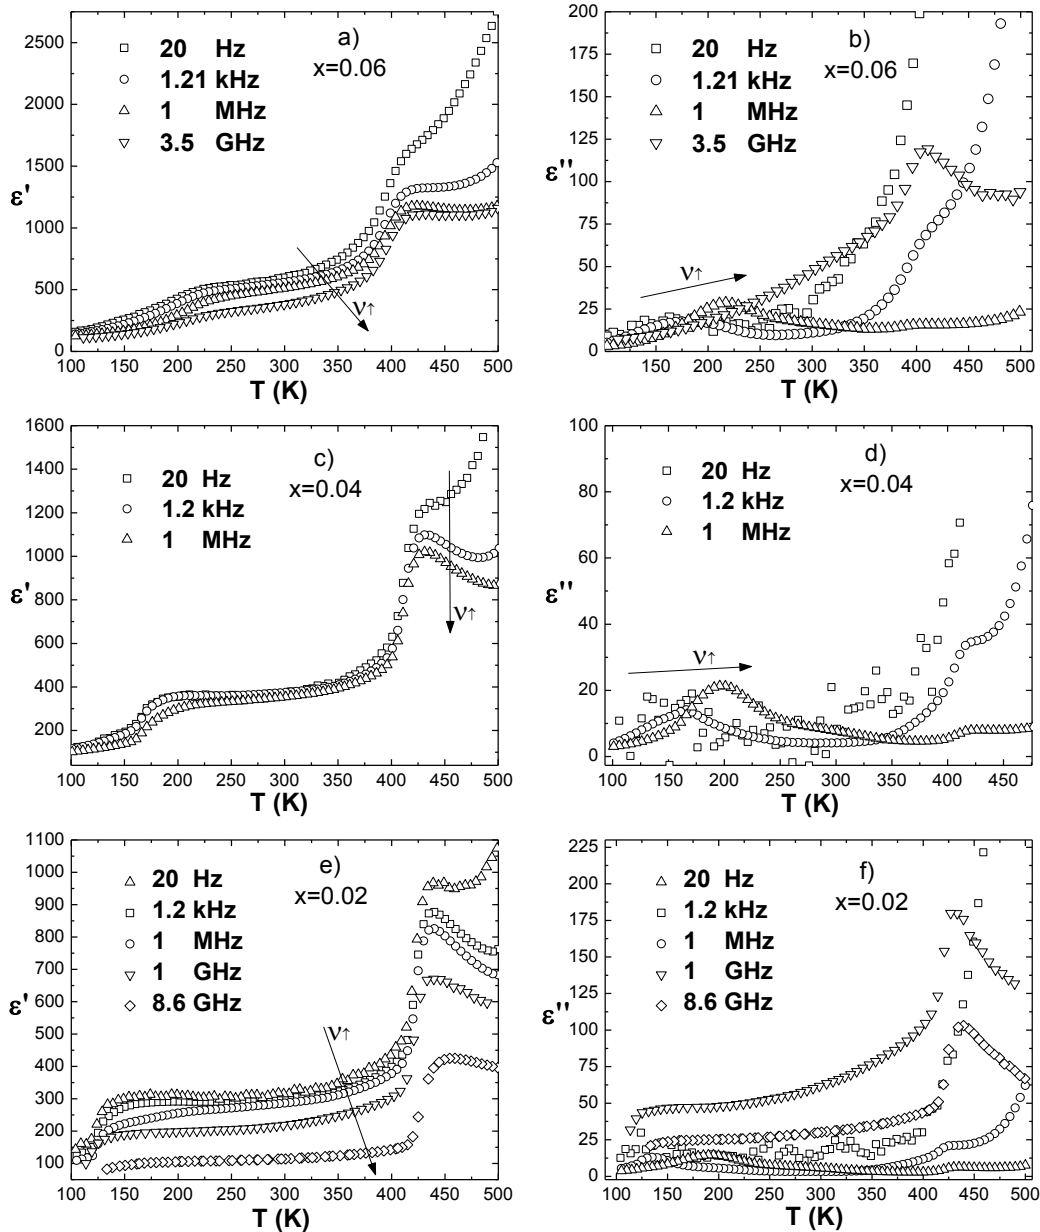 a)
x=0.06
20 Hz
1.21 kHz
1 MHz
3.5 GHz
ν↑
ε'
2500
2000
1500
1000
500
0
100 150 200 250 300 350 400 450 500
T (K)
b)
x=0.06
20 Hz
1.21 kHz
1 MHz
3.5 GHz
ν↑
ε''
200
175
150
125
100
75
50
25
0
100 150 200 250 300 350 400 450 500
T (K)
c)
x=0.04
20 Hz
1.2 kHz
1 MHz
ν↑
ε'
1600
1400
1200
1000
800
600
400
200
100 150 200 250 300 350 400 450 500
T (K)
d)
x=0.04
20 Hz
1.2 kHz
1 MHz
ν↑
ε''
100
80
60
40
20
0
100 150 200 250 300 350 400 450
T (K)
e)
x=0.02
20 Hz
1.2 kHz
1 MHz
1 GHz
8.6 GHz
ν↑
ε'
1100
1000
900
800
700
600
500
400
300
200
100
100 150 200 250 300 350 400 450 500
T (K)
f)
x=0.02
20 Hz
1.2 kHz
1 MHz
1 GHz
8.6 GHz
ε''
225
200
175
150
125
100
75
50
25
0
100 150 200 250 300 350 400 450 500
T (K)